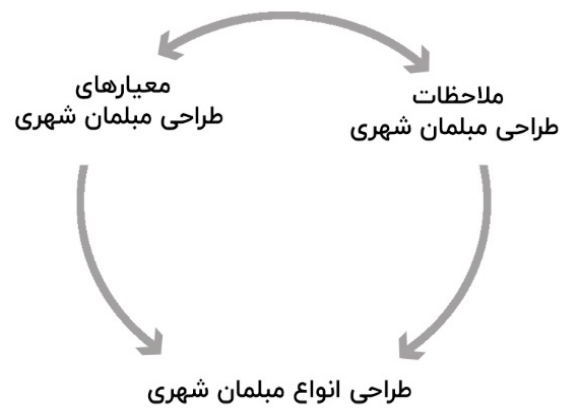 ملاحظات
طراحی مبلمان شهری
معیارهای
طراحی مبلمان شهری
طراحی انواع مبلمان شهری